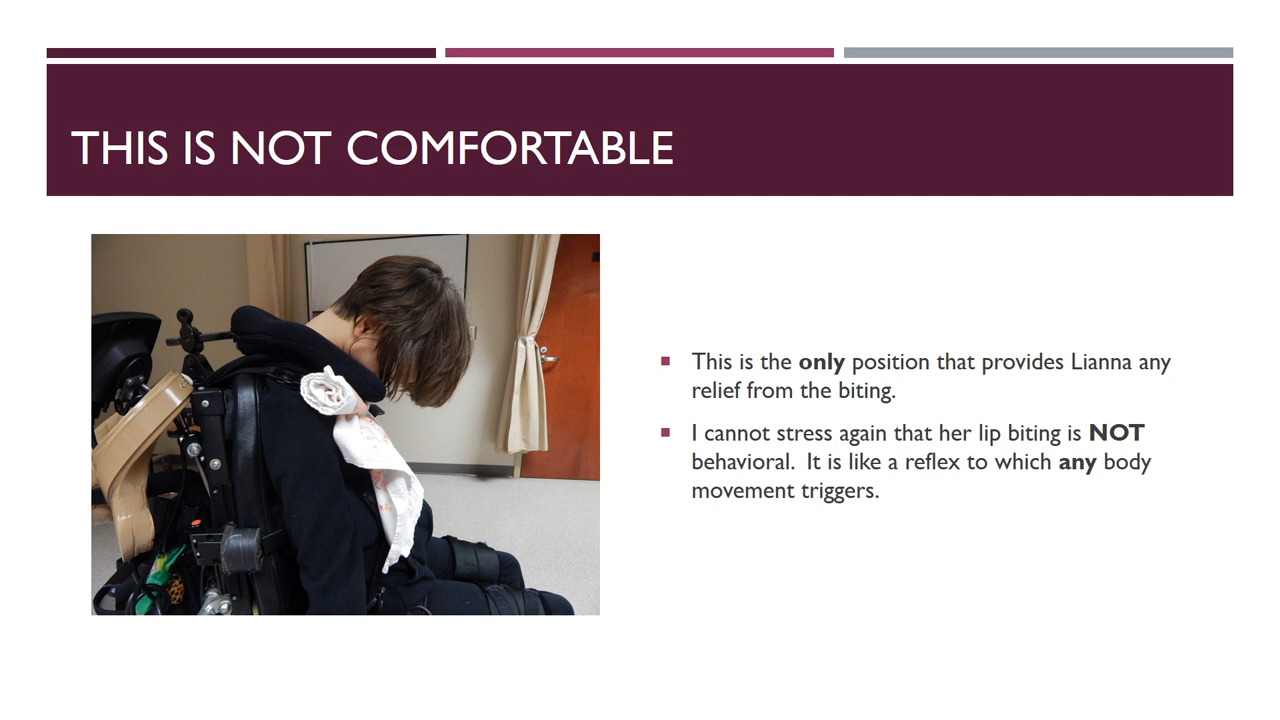 THIS IS NOT COMFORTABLE
This is the only position that provides Lianna any
relief from the biting.
I cannot stress again that her lip biting is NOT
behavioral.  It is like a reflex to which any body
movement triggers.